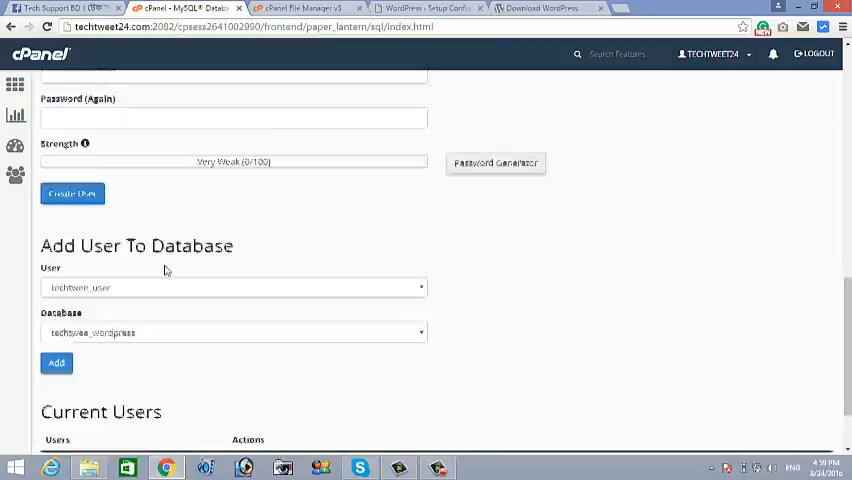 Tech Support BD | টেক
cPanel - MySQL® Databa
cPanel File Manager v3
WordPress › Setup Config
Download WordPress
techtweet24.com:2082/cpsess2641002990/frontend/paper_lantern/sql/index.html
cPanel
Search Features
TECHTWEET24
LOGOUT
Password (Again)
Strength
Very Weak (0/100)
Password Generator
Create User
Add User To Database
User
techtwee_user
Database
techtwee_wordpress
Add
Current Users
Users Actions
ENG
4:59 PM
8/24/2016